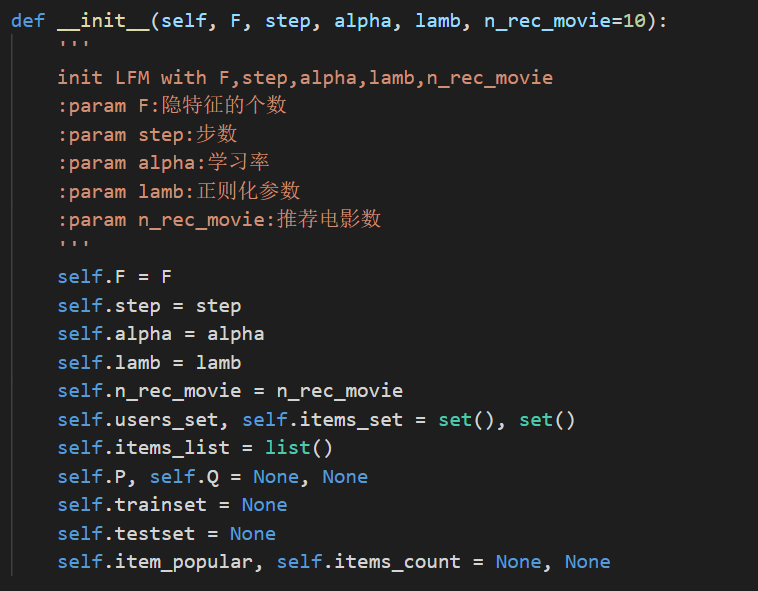 def __init__(self, F, step, alpha, lamb, n_rec_movie=10):
    '''
    init LFM with F,step,alpha,lamb,n_rec_movie
    :param F:隐特征的个数
    :param step:步数
    :param alpha:学习率
    :param lamb:正则化参数
    :param n_rec_movie:推荐电影数
    '''
    self.F = F
    self.step = step
    self.alpha = alpha
    self.lamb = lamb
    self.n_rec_movie = n_rec_movie
    self.users_set, self.items_set = set(), set()
    self.items_list = list()
    self.P, self.Q = None, None
    self.trainset = None
    self.testset = None
    self.item_popular, self.items_count = None, None